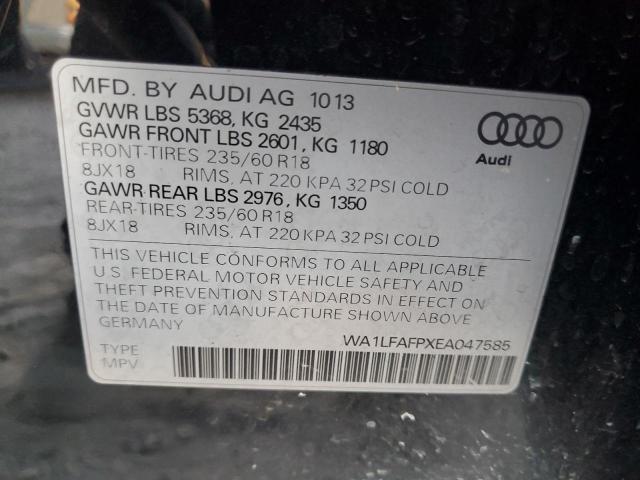 MFD. BY AUDI AG 10 13
GVWR LBS 5368, KG 2435
GAWR FRONT LBS 2601, KG 1180
FRONT-TIRES 235/60 R18
8JX18 RIMS, AT 220 KPA 32 PSI COLD
GAWR REAR LBS 2976, KG 1350
REAR-TIRES 235/60 R18
8JX18 RIMS, AT 220 KPA 32 PSI COLD
Audi
THIS VEHICLE CONFORMS TO ALL APPLICABLE
U.S. FEDERAL MOTOR VEHICLE SAFETY AND
THEFT PREVENTION STANDARDS IN EFFECT ON
THE DATE OF MANUFACTURE SHOWN ABOVE
GERMANY
WA1LFAFPXEA047585
TYPE
MPV